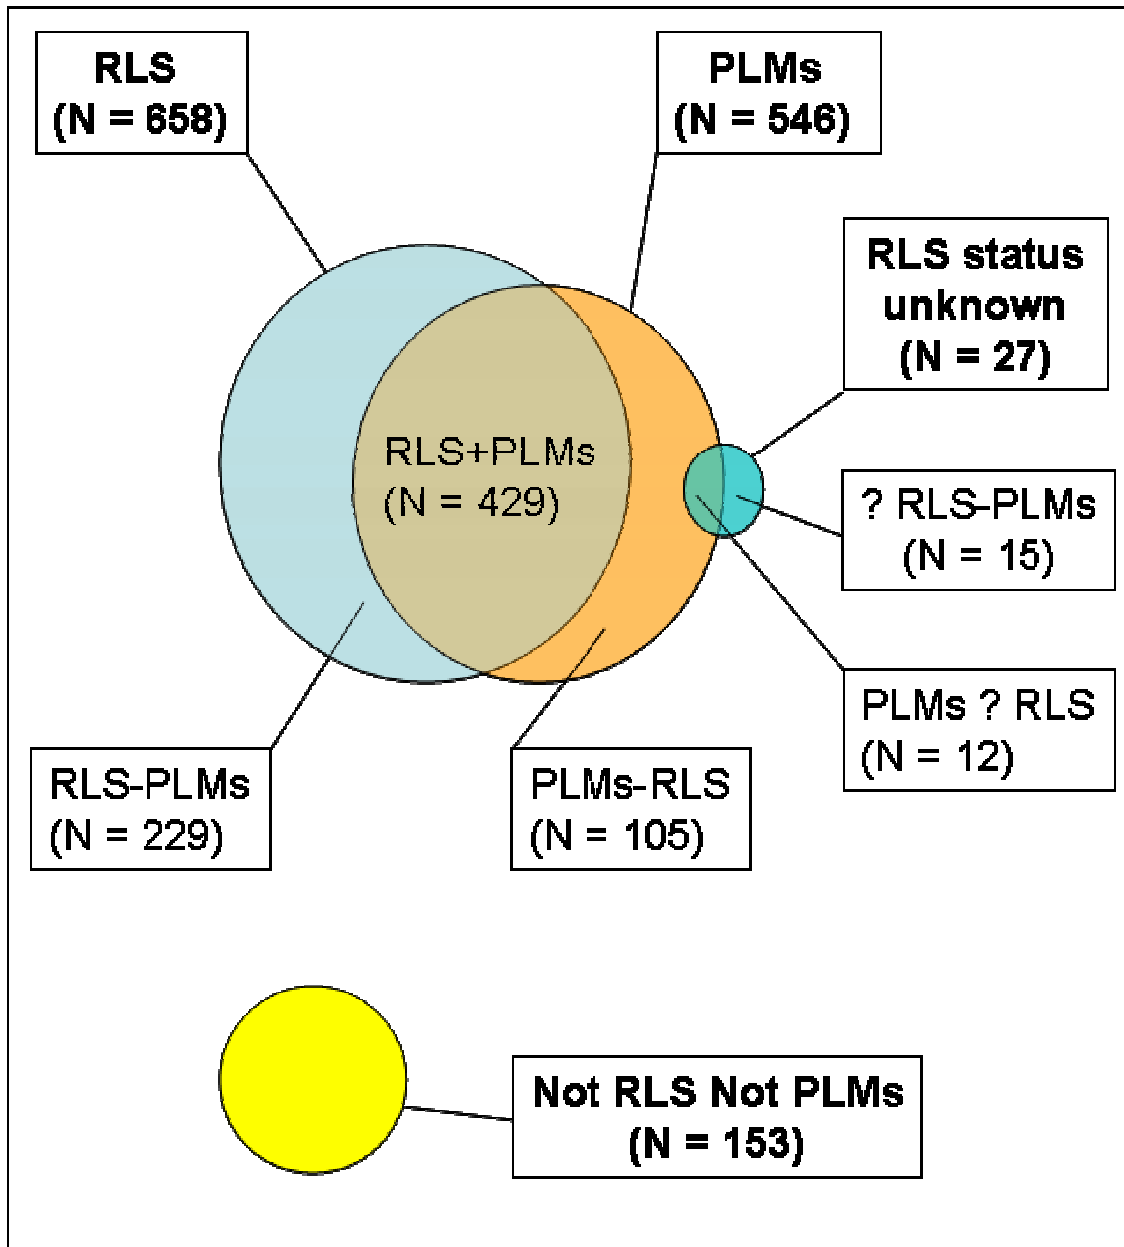 RLS
(N = 658)
PLMs
(N = 546)
RLS status
unknown
(N = 27)
RLS+PLMs
(N = 429)
? RLS-PLMs
(N = 15)
PLMs ? RLS
(N = 12)
RLS-PLMs
(N = 229)
PLMs-RLS
(N = 105)
Not RLS Not PLMs
(N = 153)